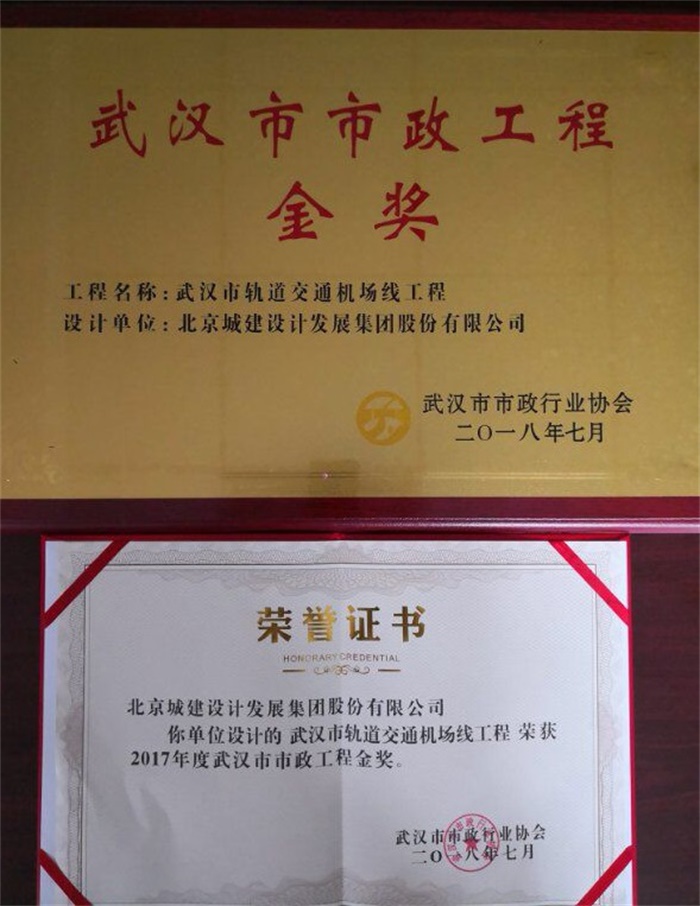 武汉市市政工程
金奖
工程名称:武汉市轨道交通机场线工程
设计单位:北京城建设计发展集团股份有限公司
武汉市市政行业协会
二〇一八年七月
荣誉证书
HONORARY CREDENTIAL
北京城建设计发展集团股份有限公司
你单位设计的 武汉市轨道交通机场线工程 荣获
2017年度武汉市市政工程金奖。
武汉市市政行业协会
二〇一八年七月